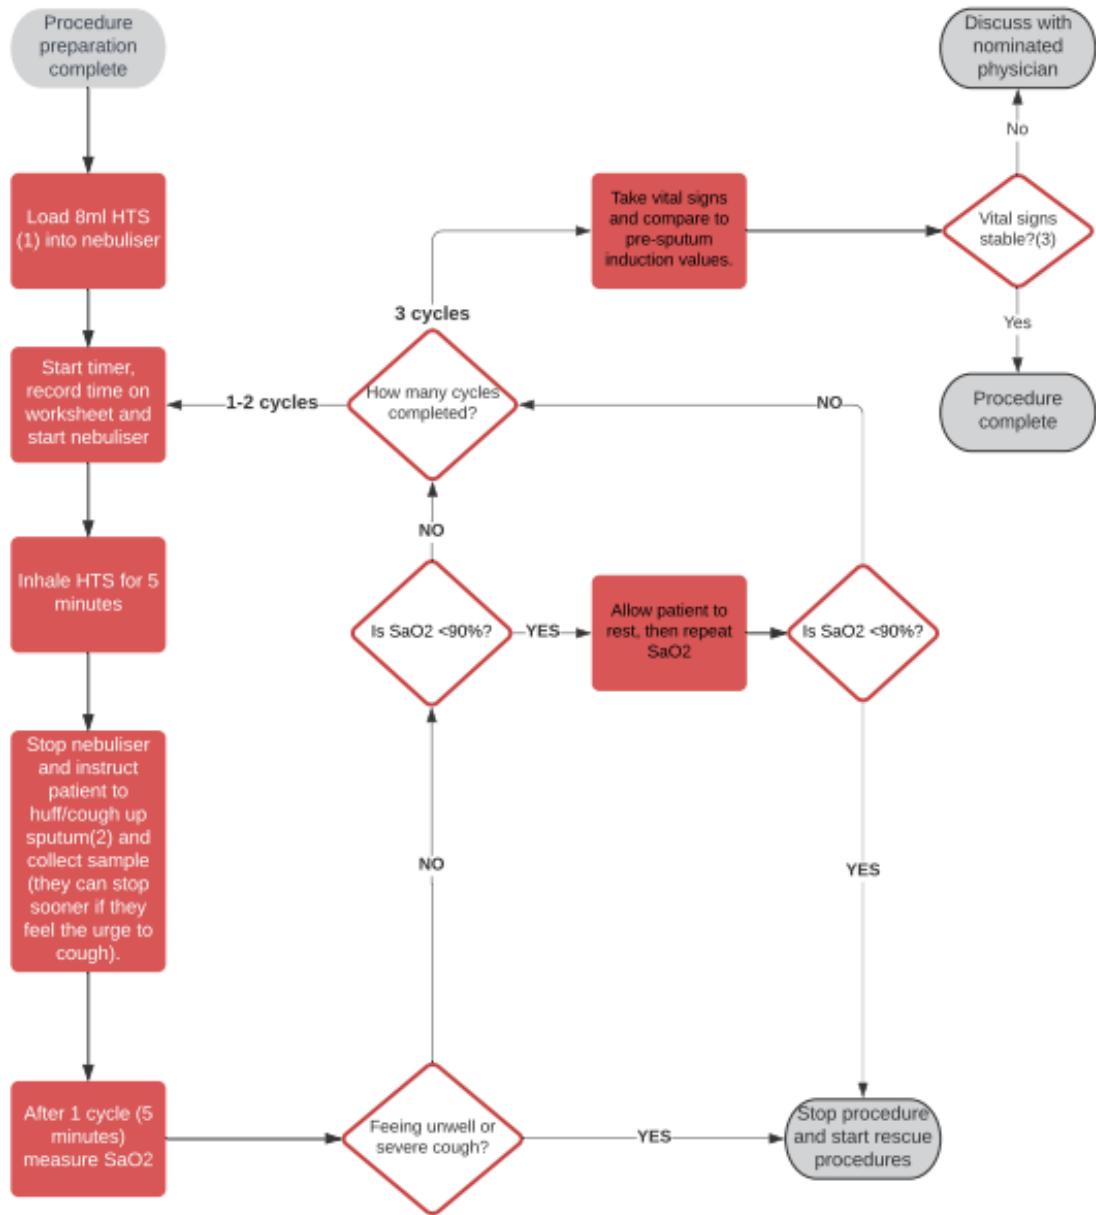 Procedure
preparation
complete
Load 8ml HTS
(1) into nebuliser
Start timer,
record time on
worksheet and
start nebuliser
Inhale HTS for 5
minutes
Stop nebuliser
and instruct
patient to
huff/cough up
sputum(2) and
collect sample
(they can stop
sooner if they
feel the urge to
cough).
After 1 cycle (5
minutes)
measure SaO2
Feeing unwell or
severe cough?
YES
Stop procedure
and start rescue
procedures
NO
Is SaO2 <90%?
YES
Allow patient to
rest, then repeat
SaO2
Is SaO2 <90%?
YES
NO
NO
How many cycles
completed?
1-2 cycles
3 cycles
Take vital signs
and compare to
pre-sputum
induction values.
Vital signs
stable?(3)
No
Discuss with
nominated
physician
Yes
Procedure
complete